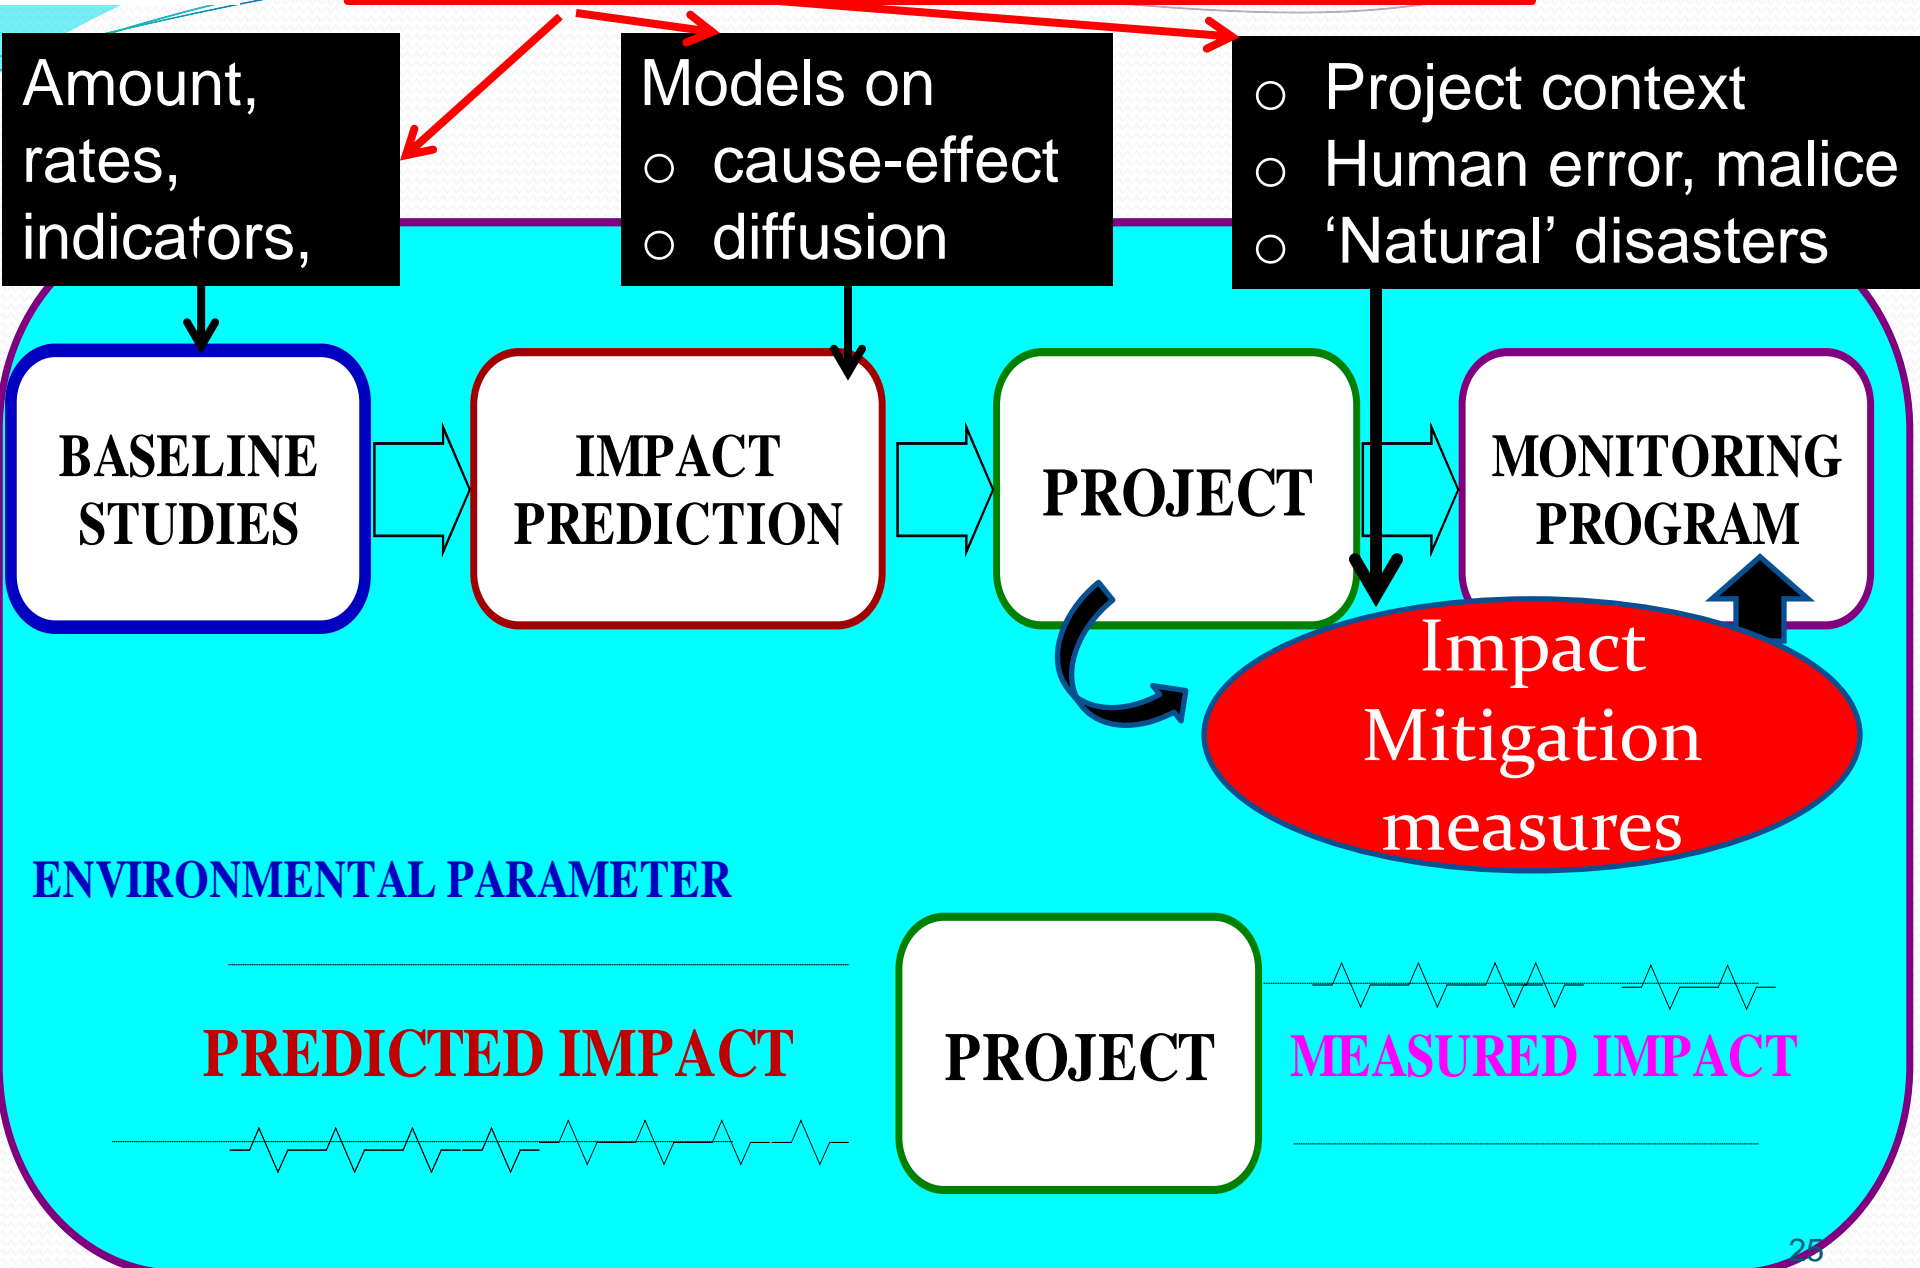 Amount,
rates,
indicators,
Models on
o cause-effect
o diffusion
o Project context
o Human error, malice
o ‘Natural’ disasters
BASELINE
STUDIES
IMPACT
PREDICTION
PROJECT
MONITORING
PROGRAM
Impact
Mitigation
measures
ENVIRONMENTAL PARAMETER
PREDICTED IMPACT
PROJECT
MEASURED IMPACT
25